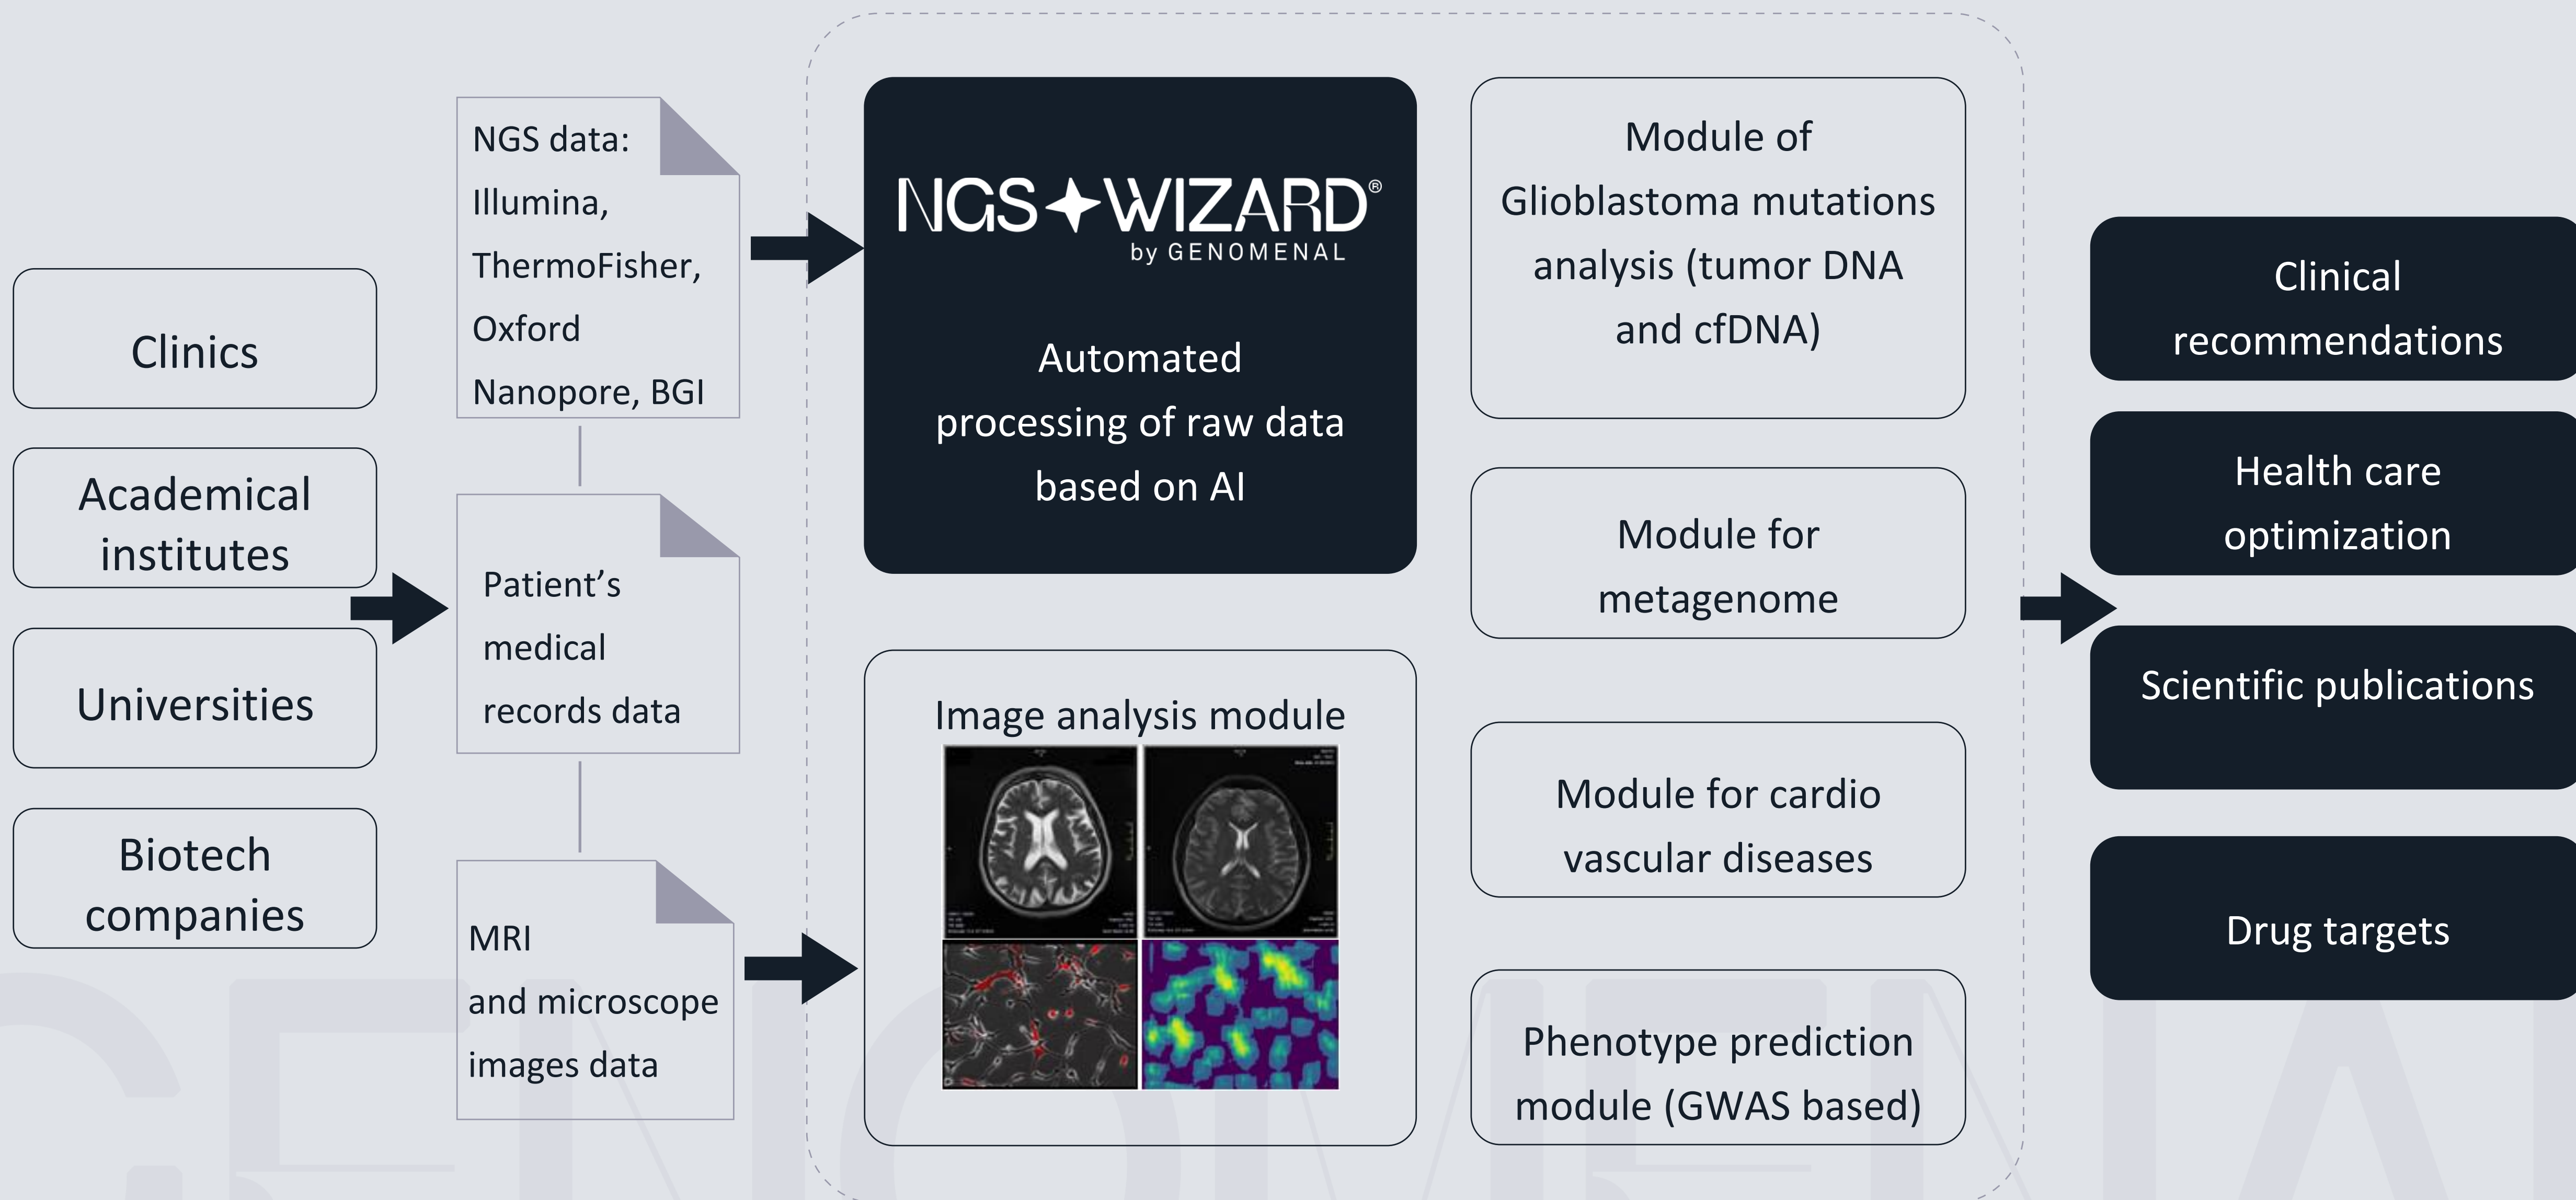 Clinics
Academical
institutes
Universities
Biotech
companies
NGS data:
Illumina,
ThermoFisher,
Oxford
Nanopore, BGI
Patient’s
medical
records data
MRI
and microscope
images data
NGS WIZARD®
by GENOMENAL
Automated
processing of raw data
based on AI
Image analysis module
Module of
Glioblastoma mutations
analysis (tumor DNA
and cfDNA)
Module for
metagenome
Module for cardio
vascular diseases
Phenotype prediction
module (GWAS based)
Clinical
recommendations
Health care
optimization
Scientific publications
Drug targets
GENOMENAL